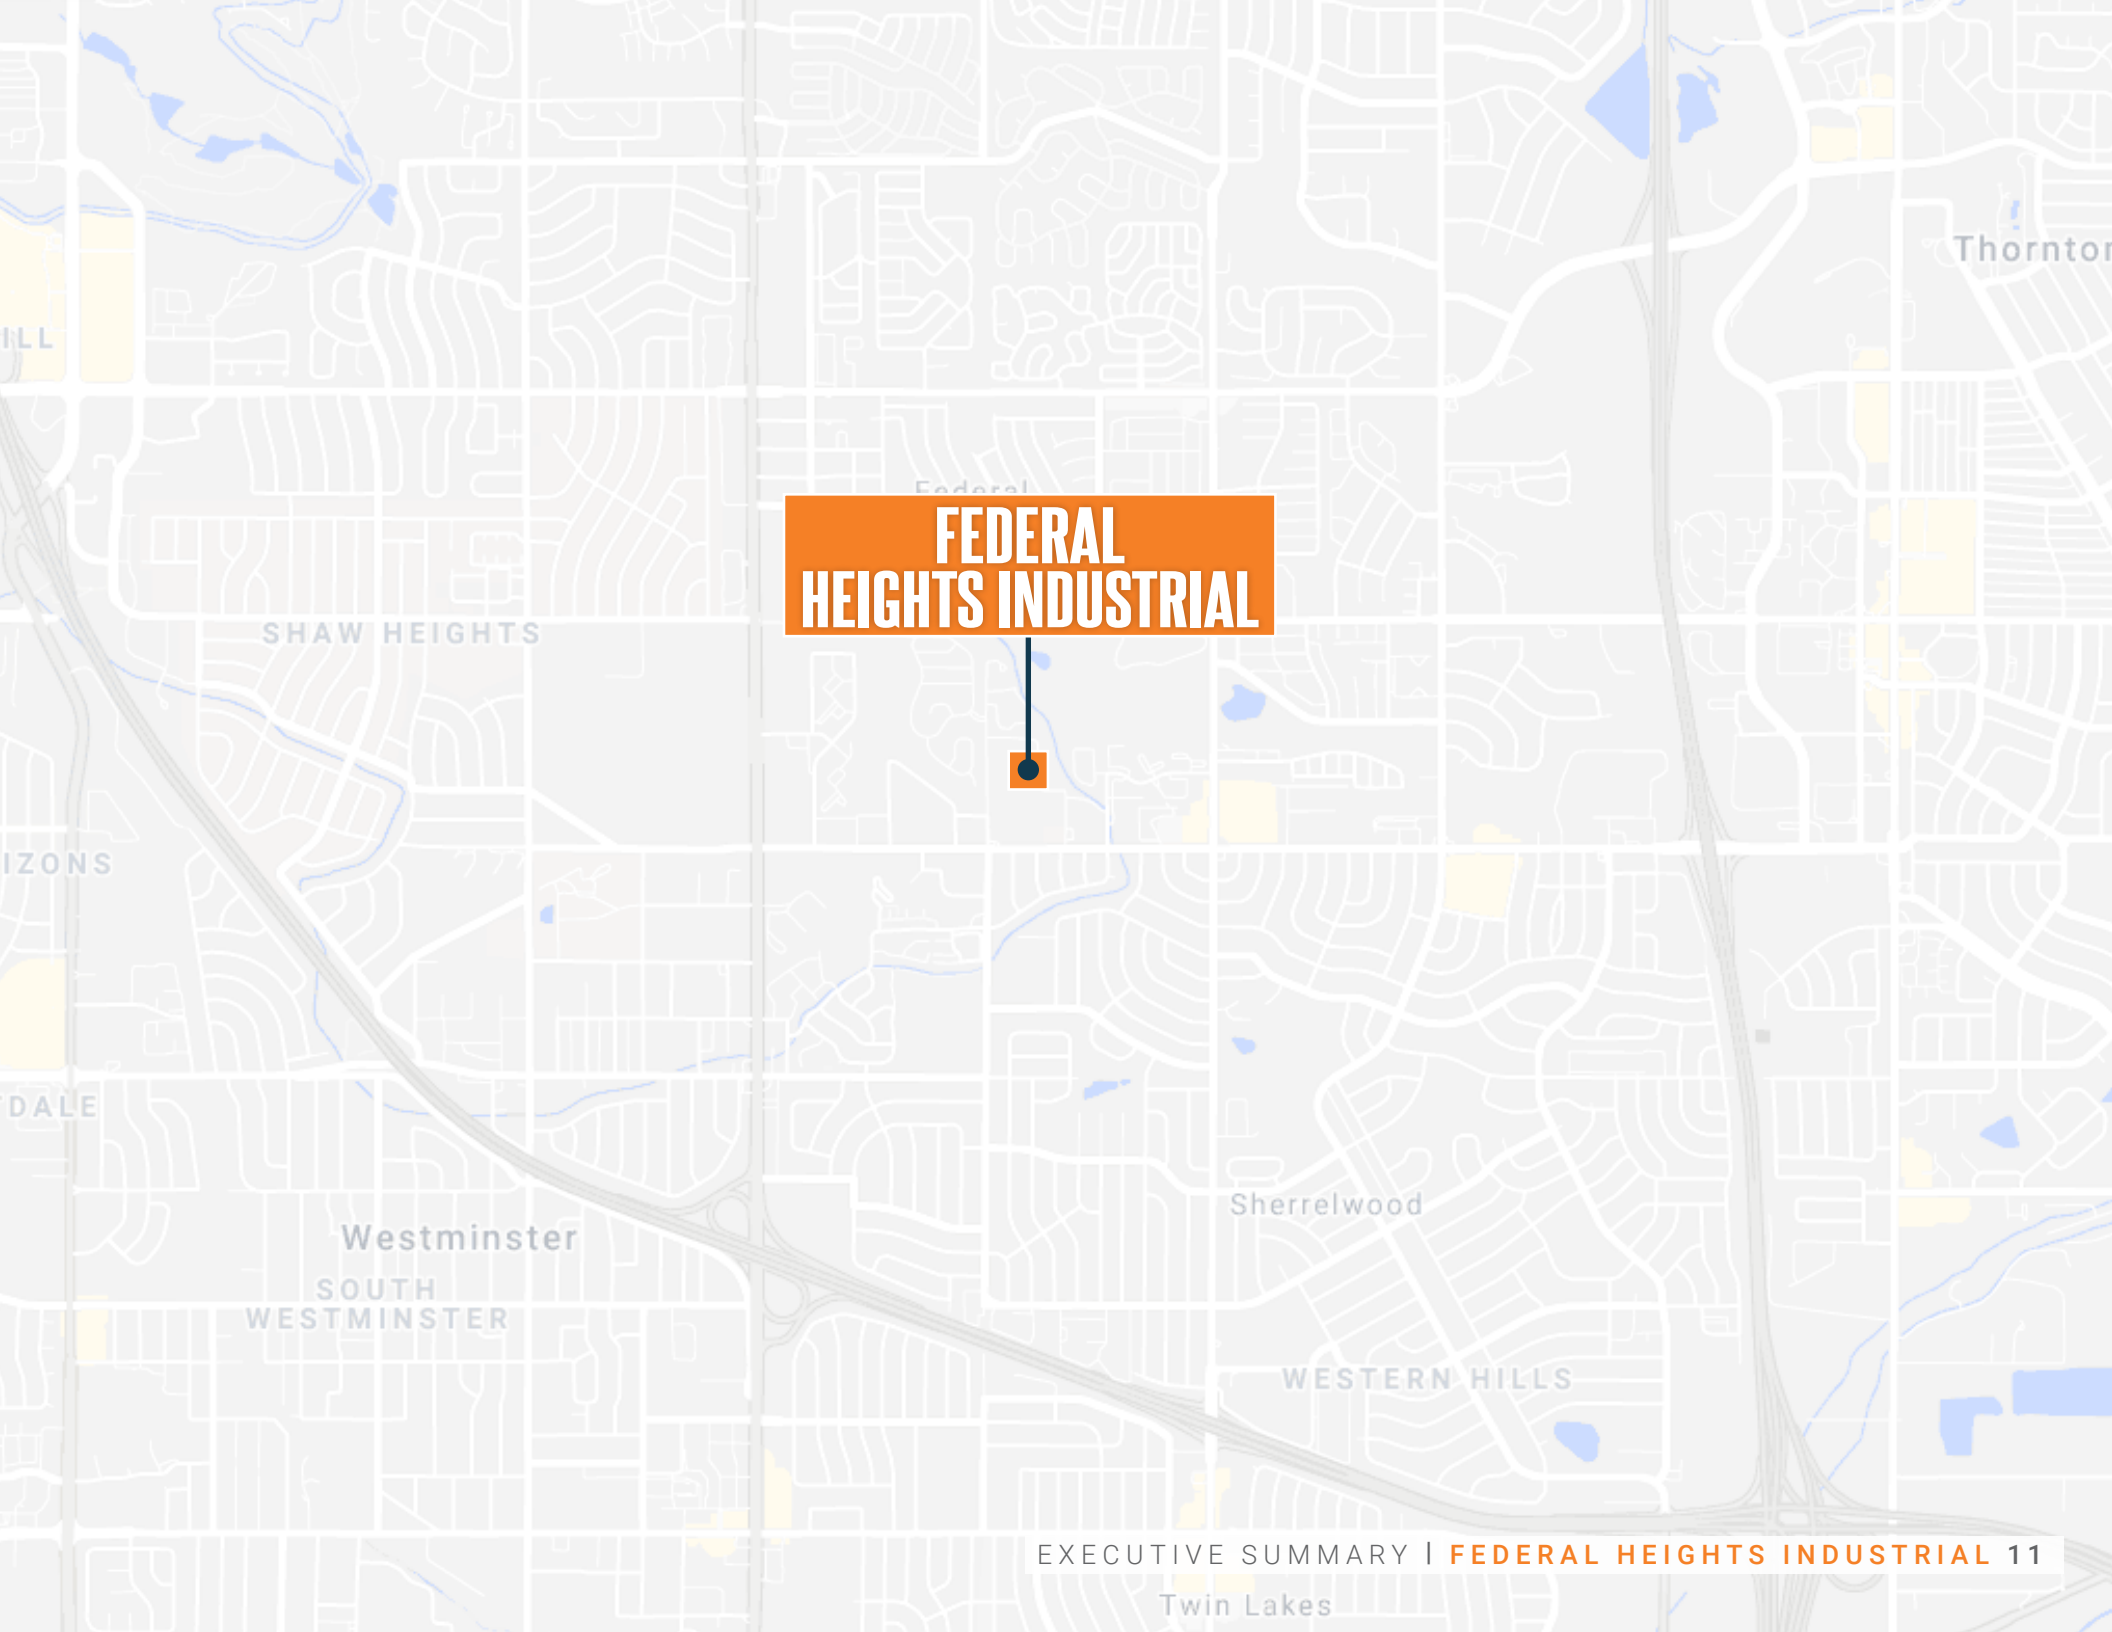 Thornton
ILL
Federal
FEDERAL
HEIGHTS INDUSTRIAL
SHAW HEIGHTS
IZONS
DALE
Sherrelwood
Westminster
SOUTH
WESTMINSTER
WESTERN HILLS
EXECUTIVE SUMMARY | FEDERAL HEIGHTS INDUSTRIAL 11
Twin Lakes